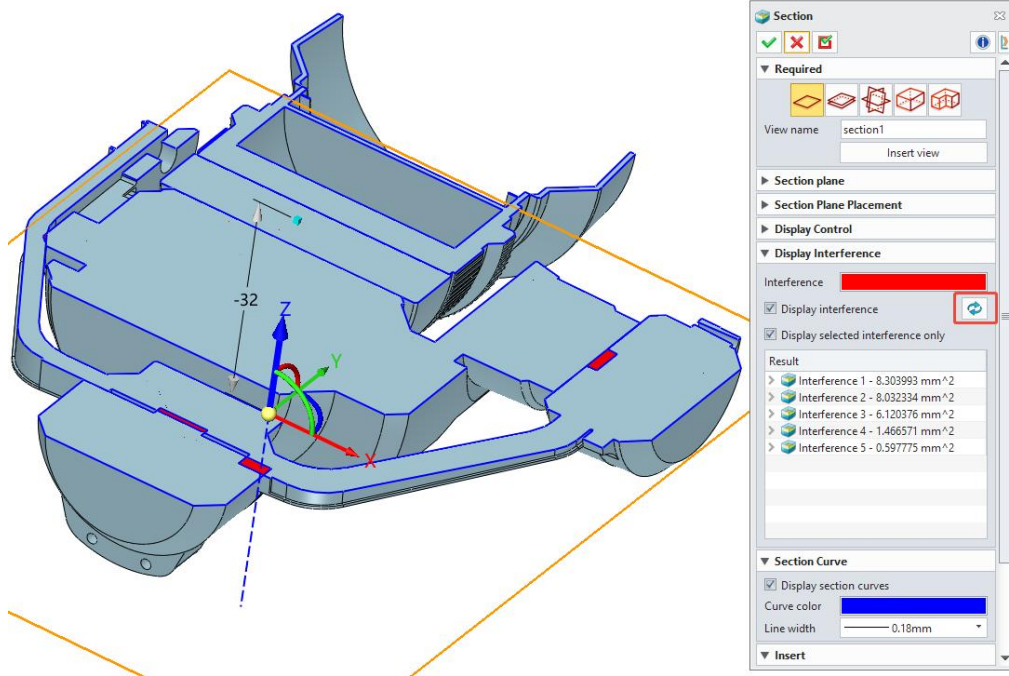 Section
Required
View name section1
Insert view
Section plane
Section Plane Placement
Display Control
Display Interference
Interference
Display interference
Display selected interference only
Result
Interference 1 - 8.303993 mm^2
Interference 2 - 8.032334 mm^2
Interference 3 - 6.120376 mm^2
Interference 4 - 1.466571 mm^2
Interference 5 - 0.597775 mm^2
Section Curve
Display section curves
Curve color
Line width 0.18mm
Insert
-32
Z
Y
X